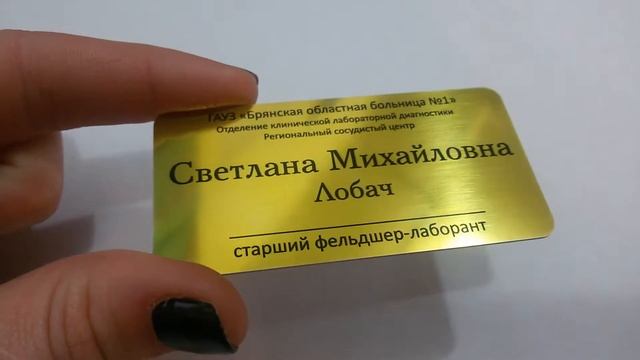 ГАУЗ «Брянская областная больница №1»
Отделение клинической лабораторной диагностики
Региональный сосудистый центр
Светлана Михайловна
Лобач
старший фельдшер-лаборант